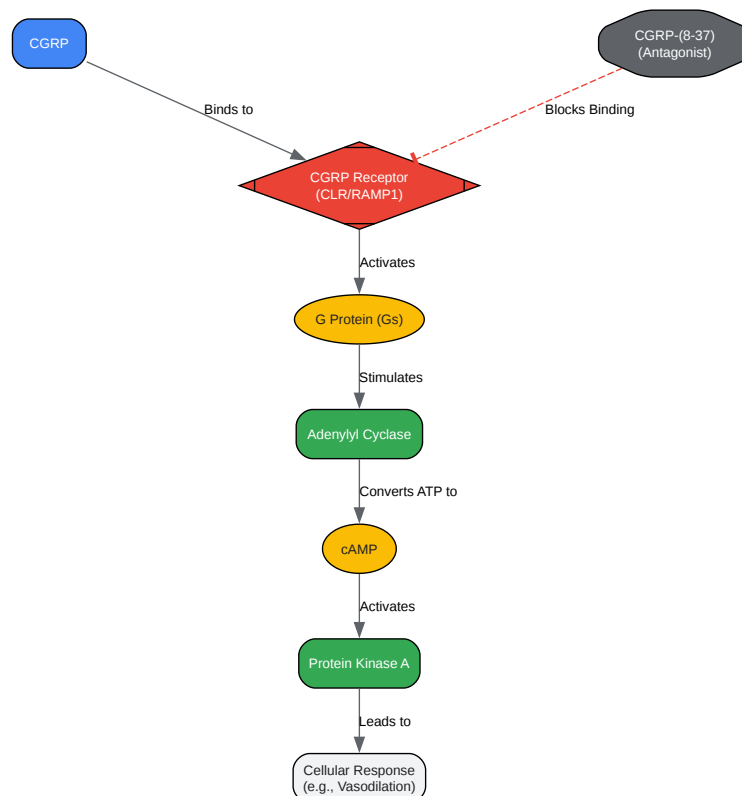 CGRP
CGRP-(8-37)
(Antagonist)
Binds to
Blocks Binding
CGRP Receptor
(CLR/RAMP1)
Activates
G Protein (Gs)
Stimulates
Adenylyl Cyclase
Converts ATP to
cAMP
Activates
Protein Kinase A
Leads to
Cellular Response
(e.g., Vasodilation)